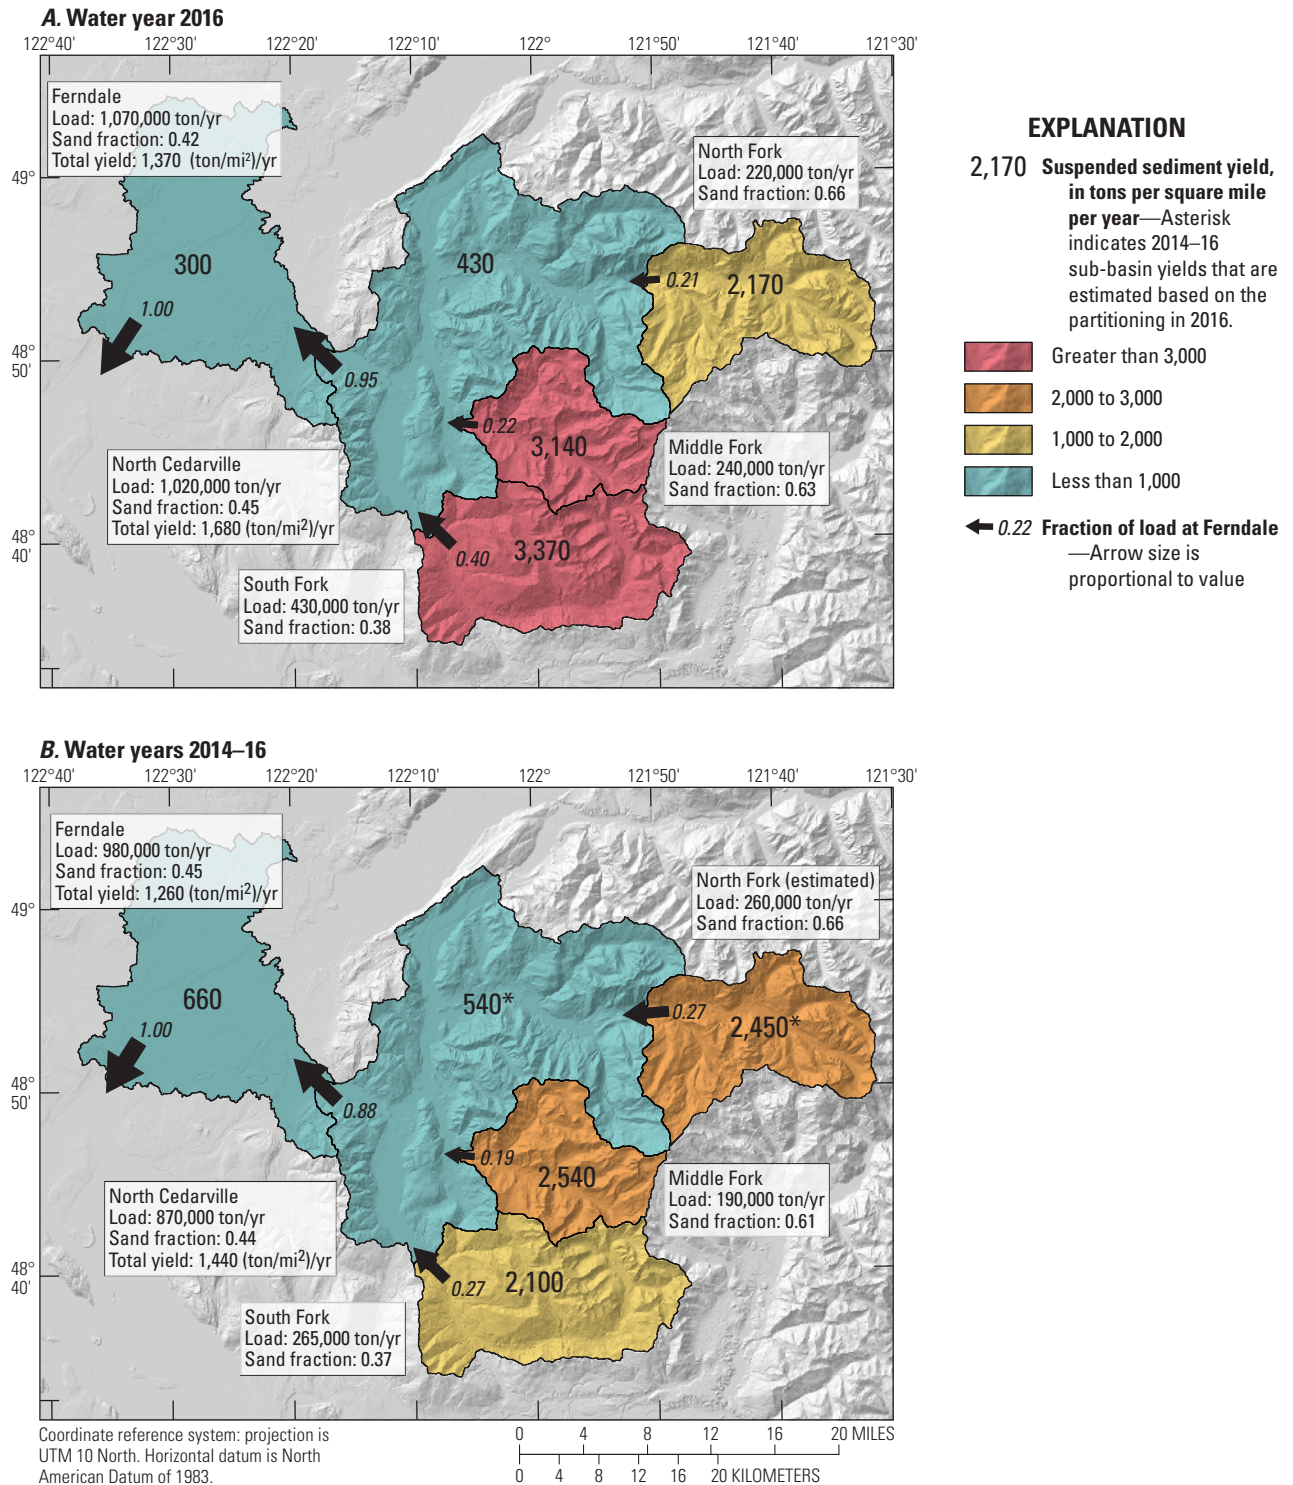 A. Water year 2016
122°40' 122°30' 122°20' 122°10' 122° 121°50' 121°40' 121°30'
Ferndale
Load: 1,070,000 ton/yr
Sand fraction: 0.42
Total yield: 1,370 (ton/mi²)/yr
North Fork
Load: 220,000 ton/yr
Sand fraction: 0.66
49°
300
430
0.21
2,170
1.00
48°
50'
0.95
0.22
3,140
Middle Fork
Load: 240,000 ton/yr
Sand fraction: 0.63
North Cedarville
Load: 1,020,000 ton/yr
Sand fraction: 0.45
Total yield: 1,680 (ton/mi²)/yr
48°
40'
0.40
3,370
South Fork
Load: 430,000 ton/yr
Sand fraction: 0.38
EXPLANATION
2,170 Suspended sediment yield,
in tons per square mile
per year—Asterisk
indicates 2014–16
sub-basin yields that are
estimated based on the
partitioning in 2016.
Greater than 3,000
2,000 to 3,000
1,000 to 2,000
Less than 1,000
0.22 Fraction of load at Ferndale
—Arrow size is
proportional to value
B. Water years 2014–16
122°40' 122°30' 122°20' 122°10' 122° 121°50' 121°40' 121°30'
Ferndale
Load: 980,000 ton/yr
Sand fraction: 0.45
Total yield: 1,260 (ton/mi²)/yr
North Fork (estimated)
Load: 260,000 ton/yr
Sand fraction: 0.66
49°
660
540*
0.27
2,450*
1.00
48°
50'
0.88
0.19
2,540
Middle Fork
Load: 190,000 ton/yr
Sand fraction: 0.61
North Cedarville
Load: 870,000 ton/yr
Sand fraction: 0.44
Total yield: 1,440 (ton/mi²)/yr
48°
40'
0.27
2,100
South Fork
Load: 265,000 ton/yr
Sand fraction: 0.37
Coordinate reference system: projection is
UTM 10 North. Horizontal datum is North
American Datum of 1983.
0 4 8 12 16 20 MILES
0 4 8 12 16 20 KILOMETERS